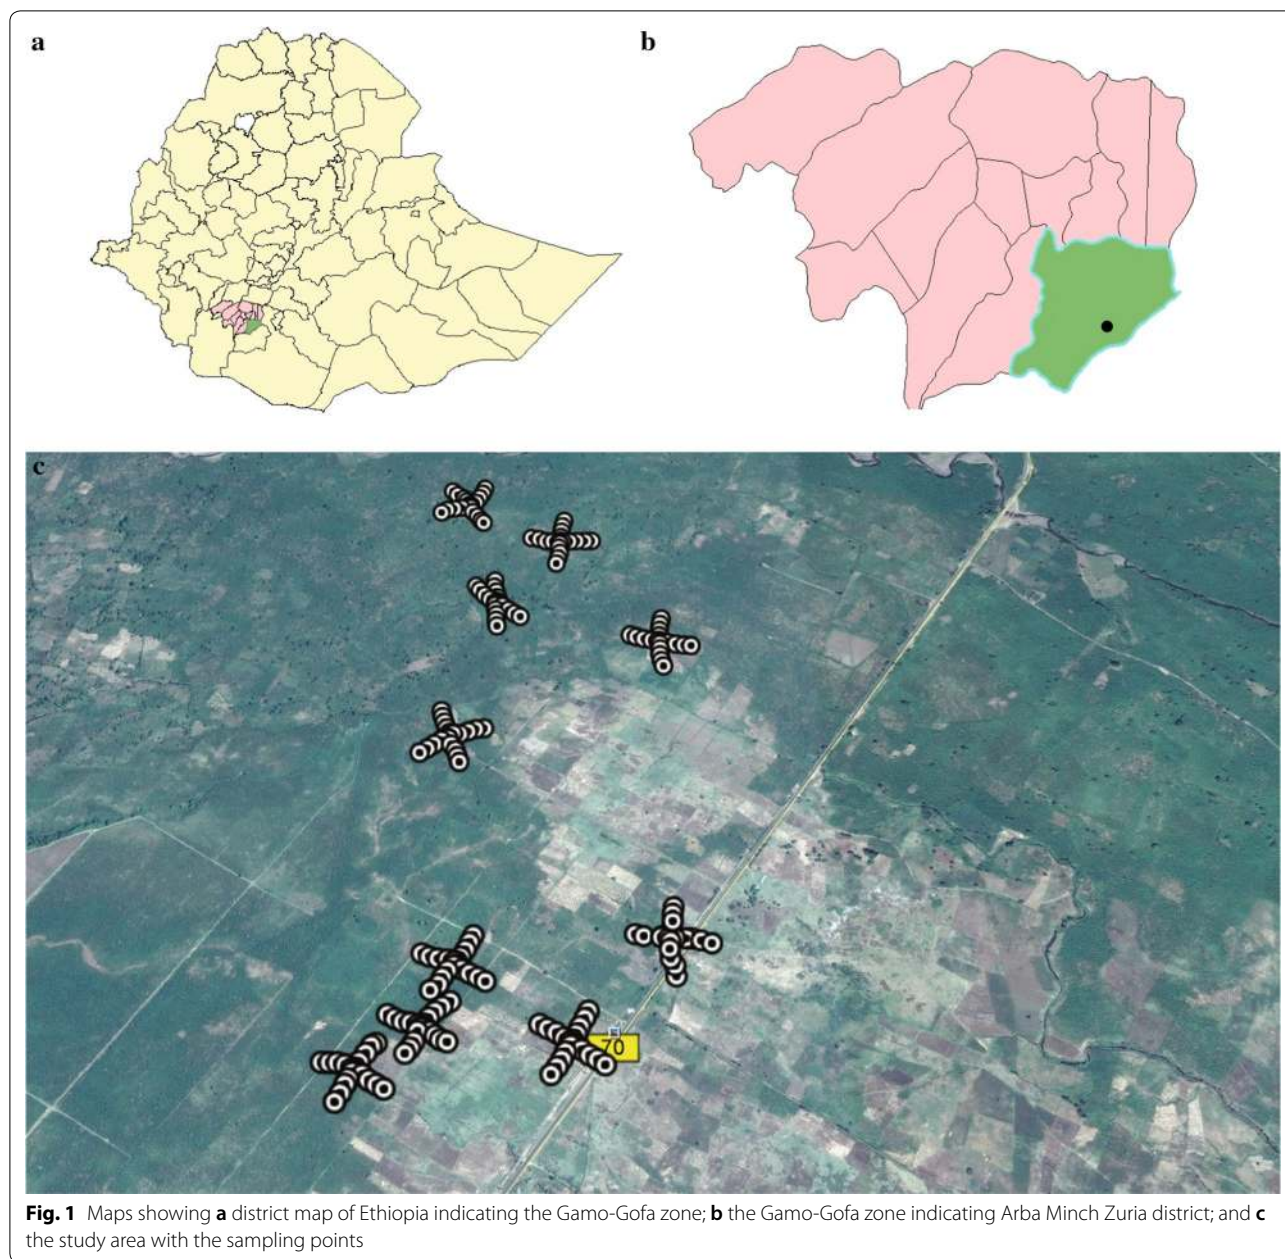 a
b
c
70
Fig. 1 Maps showing a district map of Ethiopia indicating the Gamo-Gofa zone; b the Gamo-Gofa zone indicating Arba Minch Zuria district; and c
the study area with the sampling points